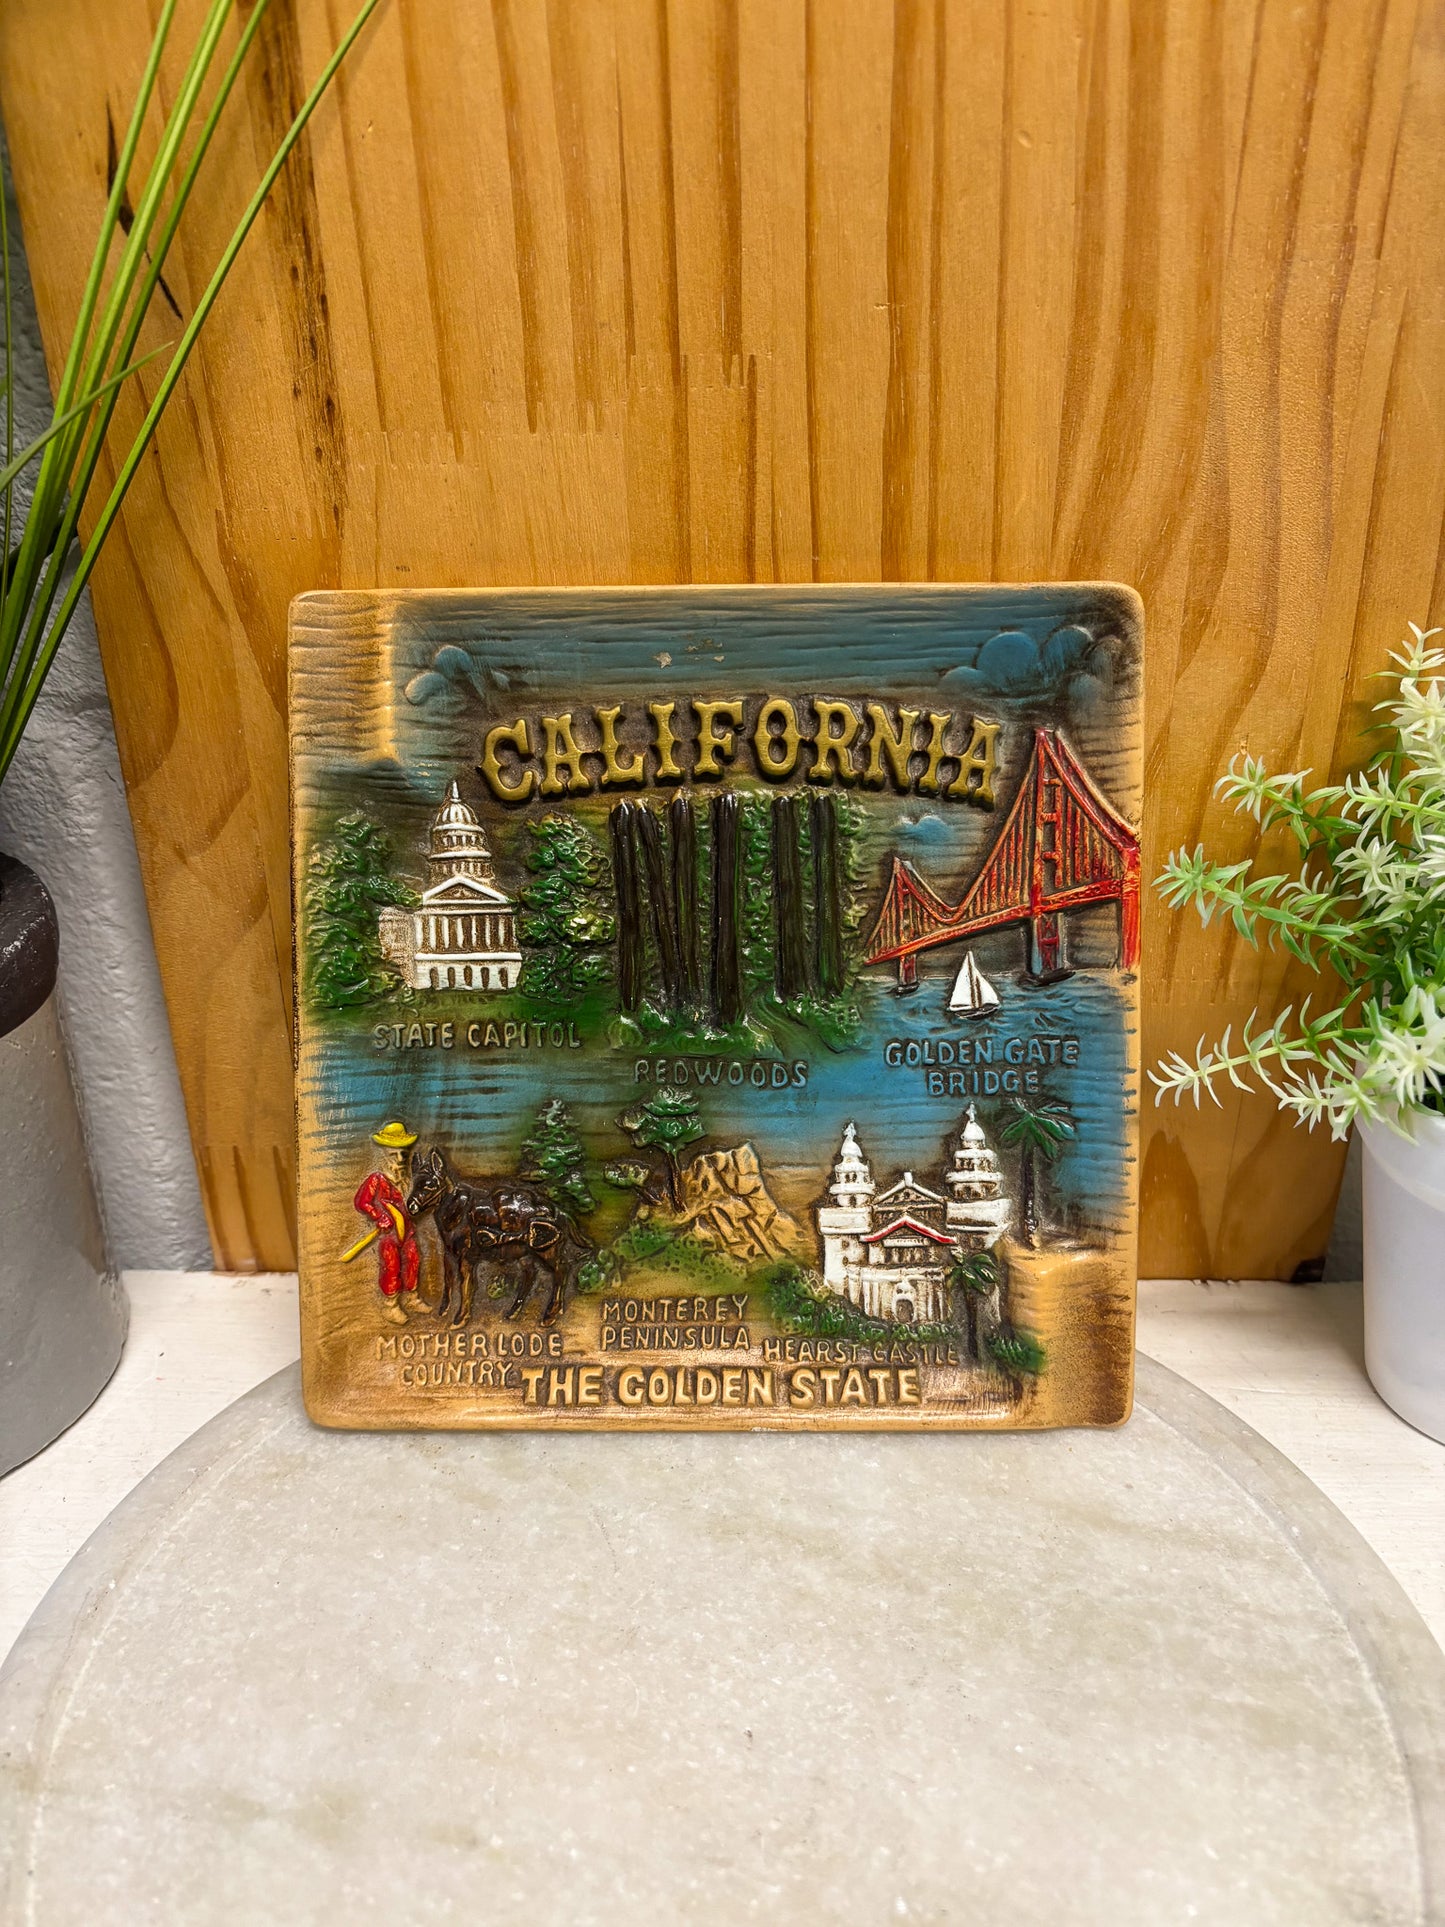 CALIFORNIA
STATE CAPITOL
REDWOODS
GOLDEN GATE
BRIDGE
MOTHER LODE
COUNTRY
MONTEREY
PENINSULA
HEARST CASTLE
THE GOLDEN STATE